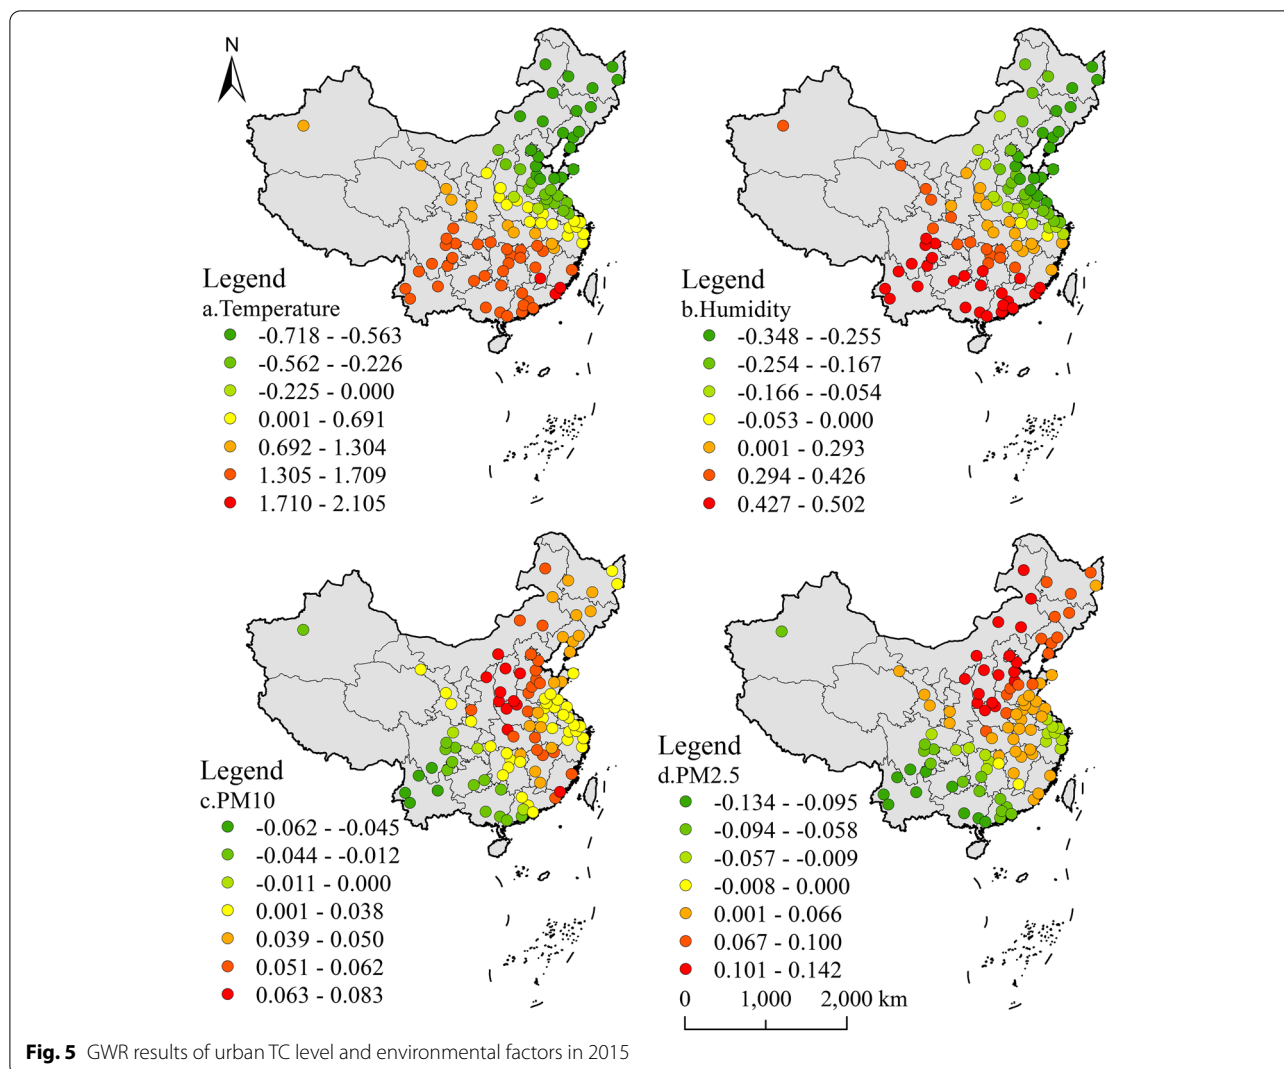 N
Legend
a.Temperature
-0.718 - -0.563
-0.562 - -0.226
-0.225 - 0.000
0.001 - 0.691
0.692 - 1.304
1.305 - 1.709
1.710 - 2.105
Legend
b.Humidity
-0.348 - -0.255
-0.254 - -0.167
-0.166 - -0.054
-0.053 - 0.000
0.001 - 0.293
0.294 - 0.426
0.427 - 0.502
Legend
c.PM10
-0.062 - -0.045
-0.044 - -0.012
-0.011 - 0.000
0.001 - 0.038
0.039 - 0.050
0.051 - 0.062
0.063 - 0.083
Legend
d.PM2.5
-0.134 - -0.095
-0.094 - -0.058
-0.057 - -0.009
-0.008 - 0.000
0.001 - 0.066
0.067 - 0.100
0.101 - 0.142
0 1,000 2,000 km
Fig. 5 GWR results of urban TC level and environmental factors in 2015